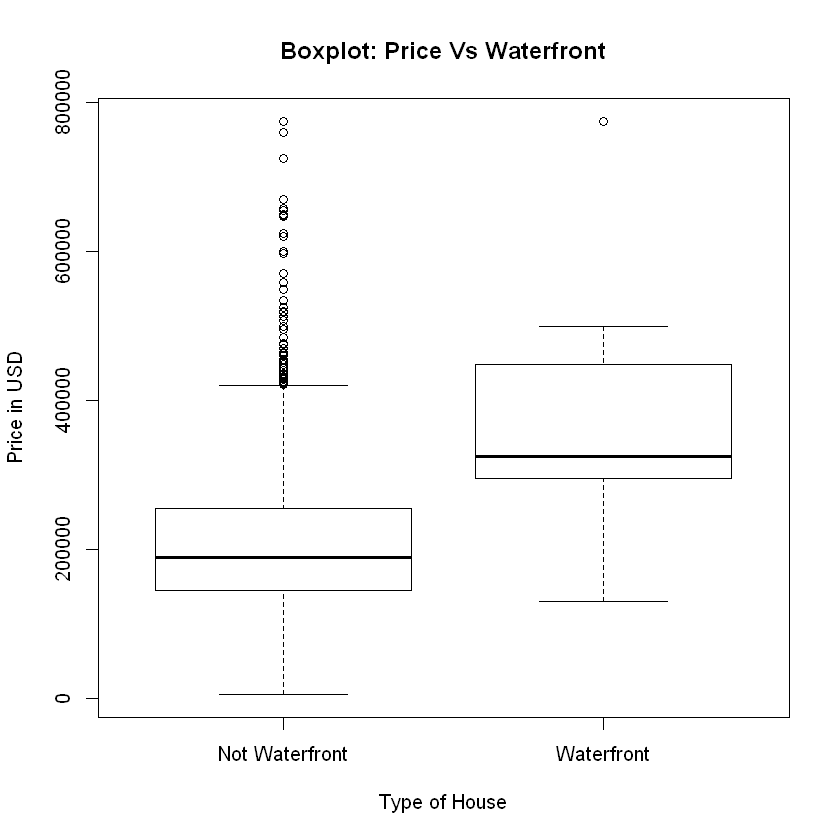 Boxplot: Price Vs Waterfront
Price in USD
800000
600000
400000
200000
0
Not Waterfront
Waterfront
Type of House